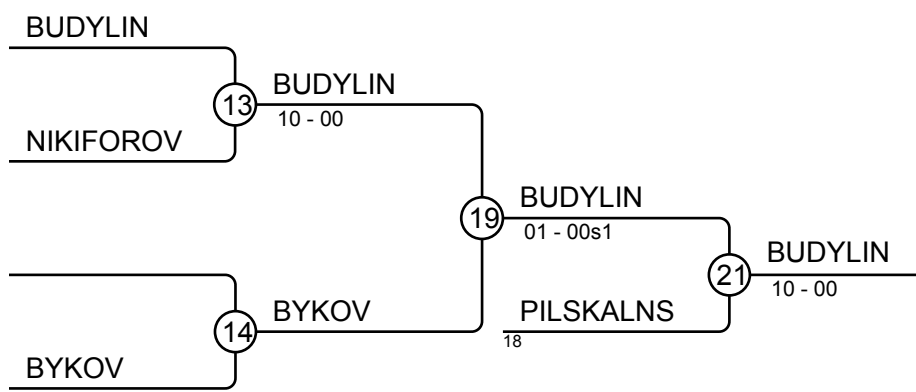 BUDYLIN
13
BUDYLIN
10 - 00
NIKIFOROV
19
BUDYLIN
01 - 00s1
21
BUDYLIN
10 - 00
14
BYKOV
PILSKALNS
18
BYKOV